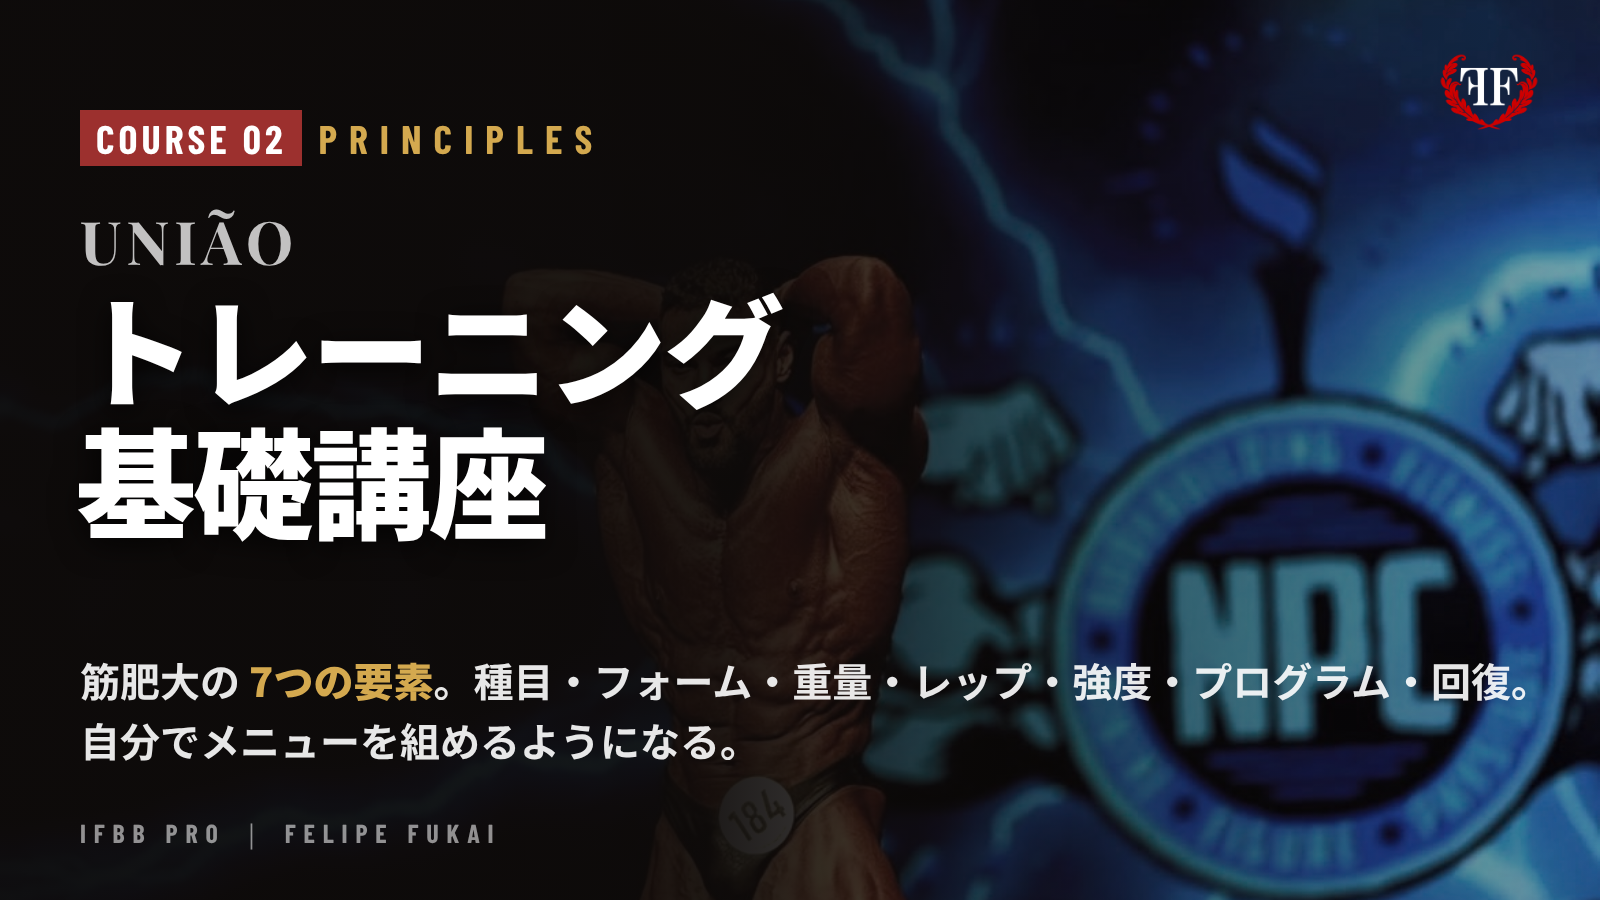 COURSE 02 PRINCIPLES
FF
UNIÃO
トレーニング
基礎講座
筋肥大の 7つの要素。種目・フォーム・重量・レップ・強度・プログラム・回復。
自分でメニューを組めるようになる。
IFBB PRO | FELIPE FUKAI
184
NPC
FIGURE